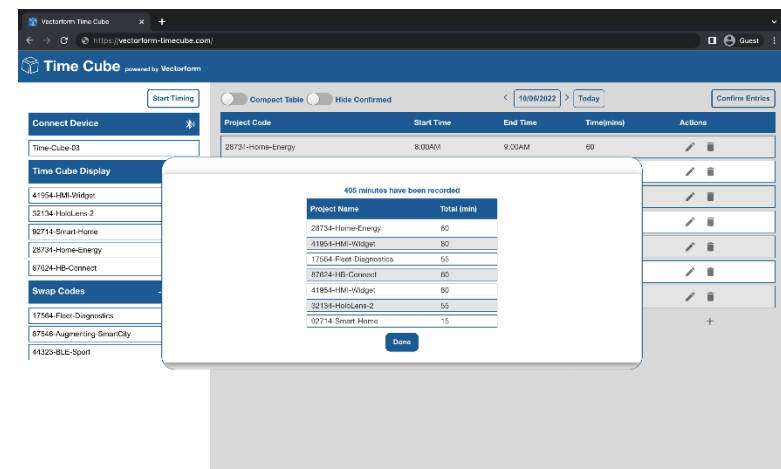 Vectorform Time Cube
https://vectorform-timecube.com/
Guest
Time Cube powered by Vectorform
Start Timing
Compact Table
Hide Confirmed
10/06/2022
Today
Confirm Entries
Connect Device
Project Code
Start Time
End Time
Time(mins)
Actions
Time-Cube-03
28734-Home-Energy
8:00AM
9:00AM
60
Time Cube Display
41954-HMI-Widget
32134-HoloLens-2
92714-Smart-Home
28734-Home-Energy
87624-HB-Connect
Swap Codes
17564-Fleet-Diagnostics
87546-Augmenting-SmartCity
44323-BLE-Sport
405 minutes have been recorded
Project Name Total (min)
28734-Home-Energy 60
41954-HMI-Widget 80
17564-Fleet-Diagnostics 55
87624-HB-Connect 60
41954-HMI-Widget 80
32134-HoloLens-2 55
92714-Smart-Home 15
Done